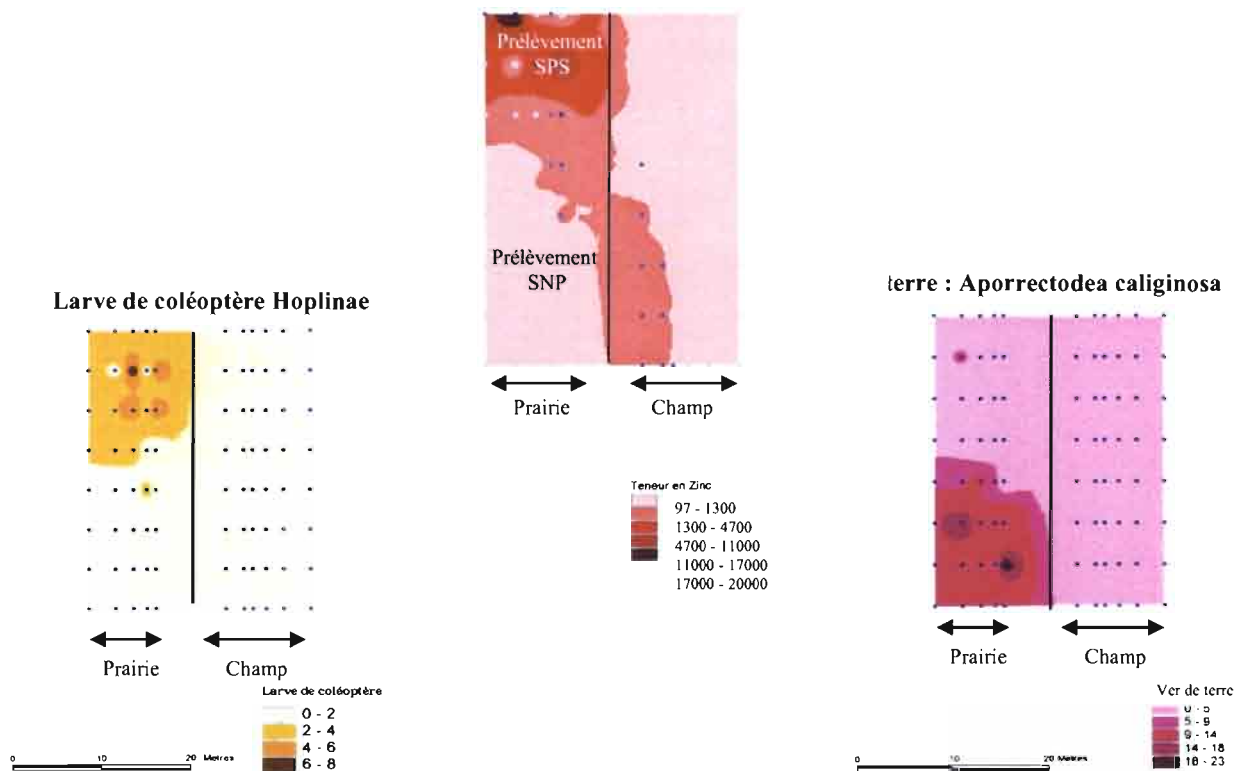 Prélèvement
SPS
Prélèvement
SNP
Prairie
Champ
Teneur en Zinc
97 - 1300
1300 - 4700
4700 - 11000
11000 - 17000
17000 - 20000
Larve de coléoptère Hoplinae
Prairie
Champ
Larve de coléoptère
0 - 2
2 - 4
4 - 6
6 - 8
0 10 20 Metres
terre : Aporrectodea caliginosa
Prairie
Champ
Ver de terre
0 - 5
5 - 9
9 - 14
14 - 18
18 - 23
0 10 20 Metres